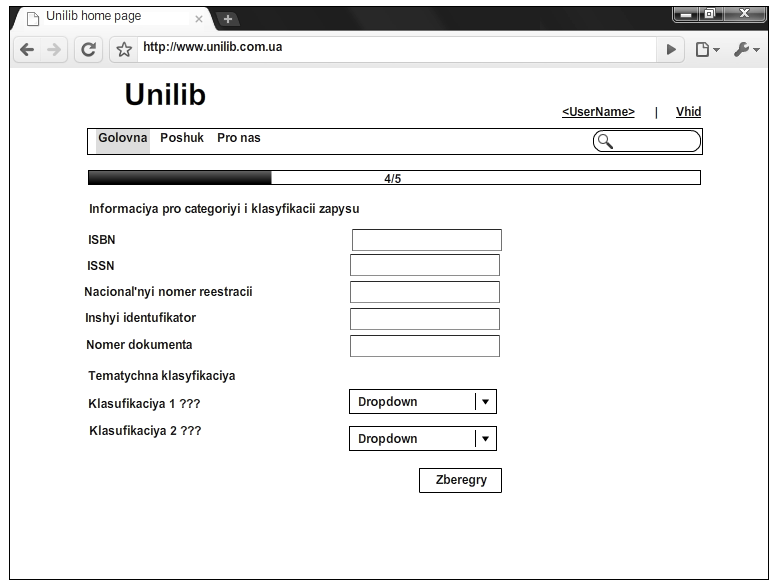 Unilib home page
http://www.unilib.com.ua
Unilib
<UserName> | Vhid
Golovna Poshuk Pro nas
4/5
Informaciya pro categoriyi i klasyfikacii zapysu
ISBN
ISSN
Nacional'nyi nomer reestracii
Inshyi identufikator
Nomer dokumenta
Tematychna klasyfikaciya
Klasufikaciya 1 ??? Dropdown
Klasufikaciya 2 ??? Dropdown
Zberegry